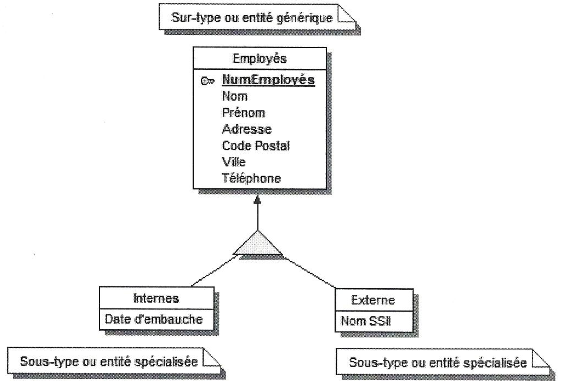 Sur-type ou entité générique
Employés
NumEmployés
Nom
Prénom
Adresse
Code Postal
Ville
Téléphone
Internes
Date d'embauche
Externe
Nom SSII
Sous-type ou entité spécialisée
Sous-type ou entité spécialisée